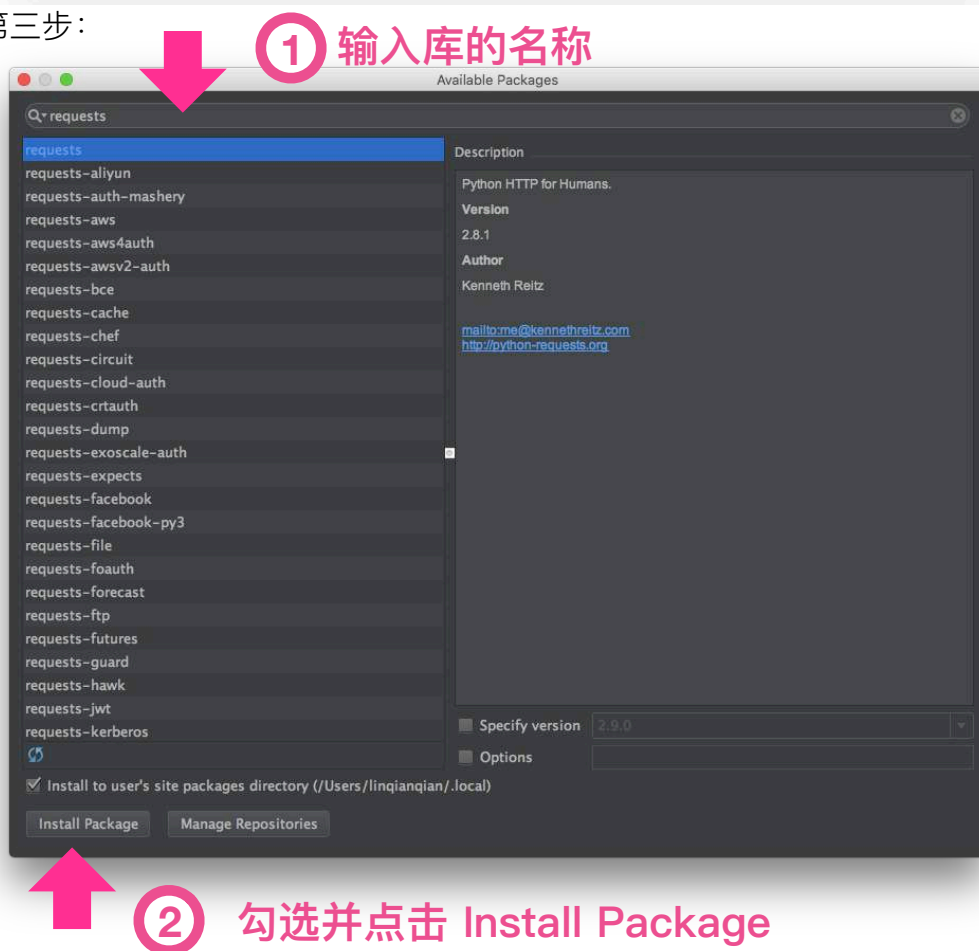 第三步：
1 输入库的名称
Available Packages
requests
requests
requests-aliyun
requests-auth-mashery
requests-aws
requests-aws4auth
requests-awsv2-auth
requests-bce
requests-cache
requests-chef
requests-circuit
requests-cloud-auth
requests-crtauth
requests-dump
requests-exoscale-auth
requests-expects
requests-facebook
requests-facebook-py3
requests-file
requests-foauth
requests-forecast
requests-ftp
requests-futures
requests-guard
requests-hawk
requests-jwt
requests-kerberos
Description
Python HTTP for Humans.
Version
2.8.1
Author
Kenneth Reitz
mailto:me@kennethreitz.com
http://python-requests.org
Specify version 2.9.0
Options
Install to user's site packages directory (/Users/linqianqian/.local)
Install Package Manage Repositories
2 勾选并点击 Install Package